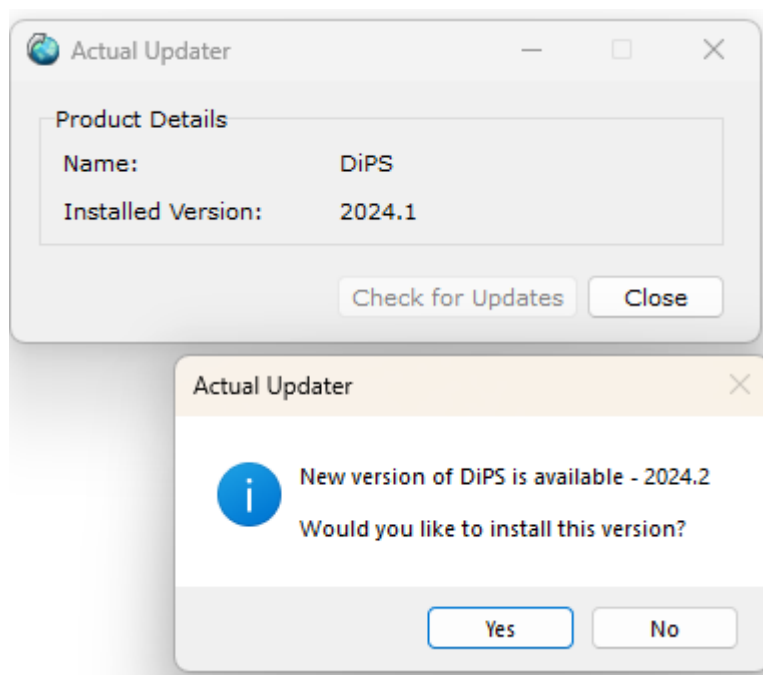 Actual Updater
Product Details
Name: DiPS
Installed Version: 2024.1
Check for Updates Close
Actual Updater
New version of DiPS is available - 2024.2
Would you like to install this version?
Yes No